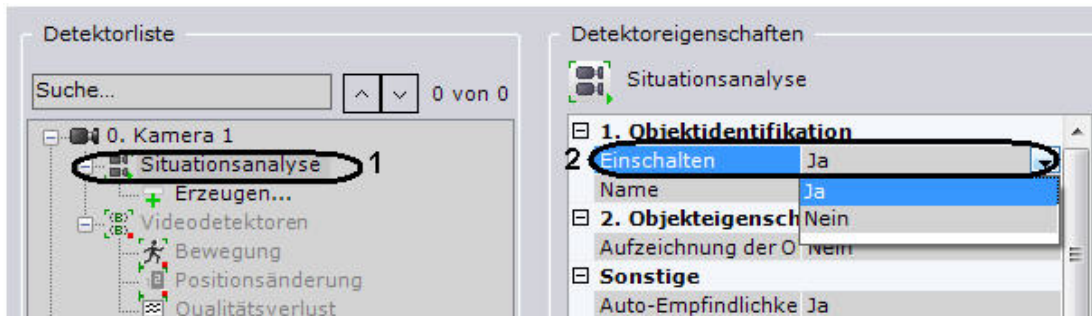 Detektorliste
Suche...
0 von 0
0. Kamera 1
Situationsanalyse 1
Erzeugen...
Videodetektoren
Bewegung
Positionsänderung
Qualitätsverlust
Detektoreigenschaften
Situationsanalyse
1. Objektidentifikation
2 Einschalten Ja
Name Ja
2. Objekteigensch Nein
Aufzeichnung der O Nein
Sonstige
Auto-Empfindlichke Ja